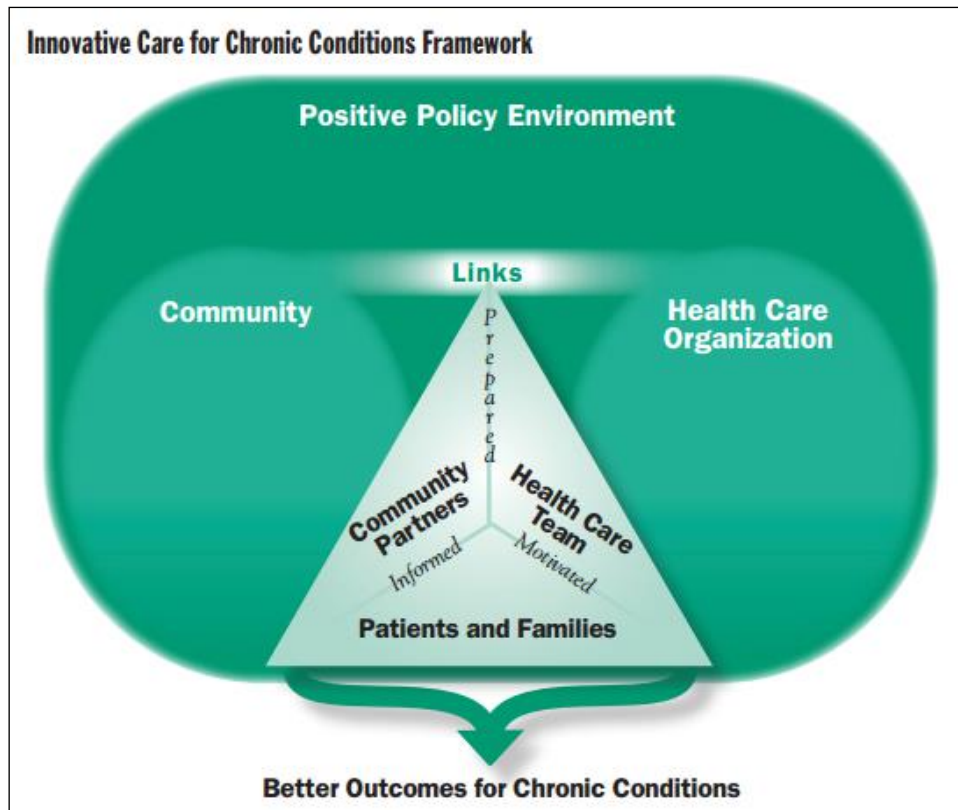 Innovative Care for Chronic Conditions Framework
Positive Policy Environment
Links
Community
Health Care
Organization
Prepared
Community
Partners
Health Care
Team
Informed
Motivated
Patients and Families
Better Outcomes for Chronic Conditions